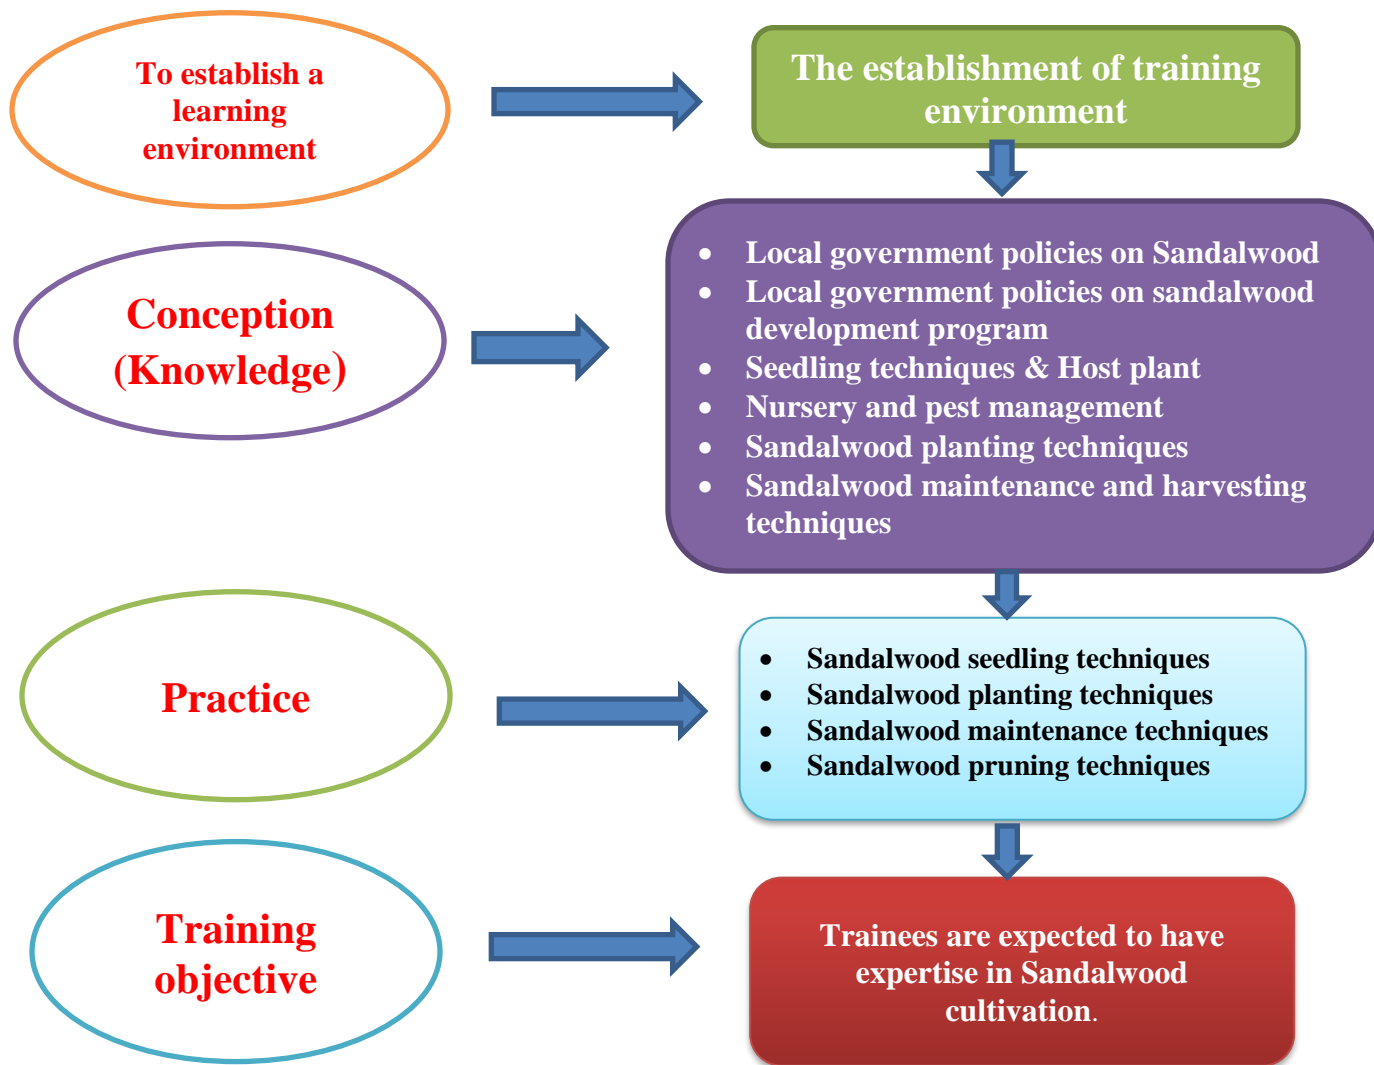 To establish a
learning
environment
The establishment of training
environment
Conception
(Knowledge)
• Local government policies on Sandalwood
• Local government policies on sandalwood
development program
• Seedling techniques & Host plant
• Nursery and pest management
• Sandalwood planting techniques
• Sandalwood maintenance and harvesting
techniques
Practice
• Sandalwood seedling techniques
• Sandalwood planting techniques
• Sandalwood maintenance techniques
• Sandalwood pruning techniques
Training
objective
Trainees are expected to have
expertise in Sandalwood
cultivation.